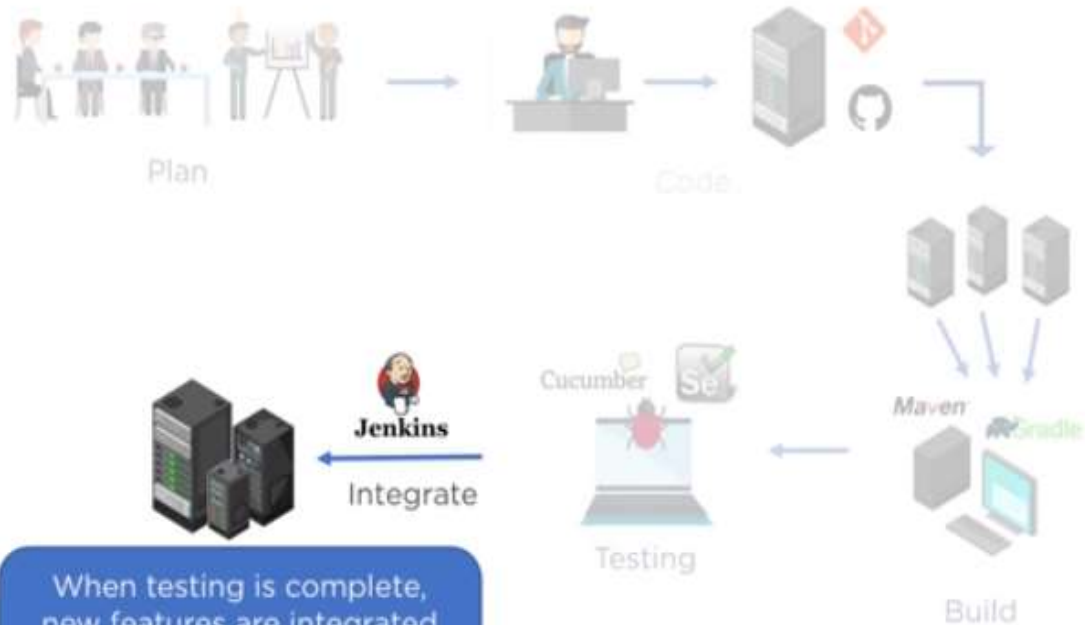 Plan
Code
Maven
Gradle
Cucumber
Se
Jenkins
Integrate
Testing
Build
When testing is complete,
new features are integrated